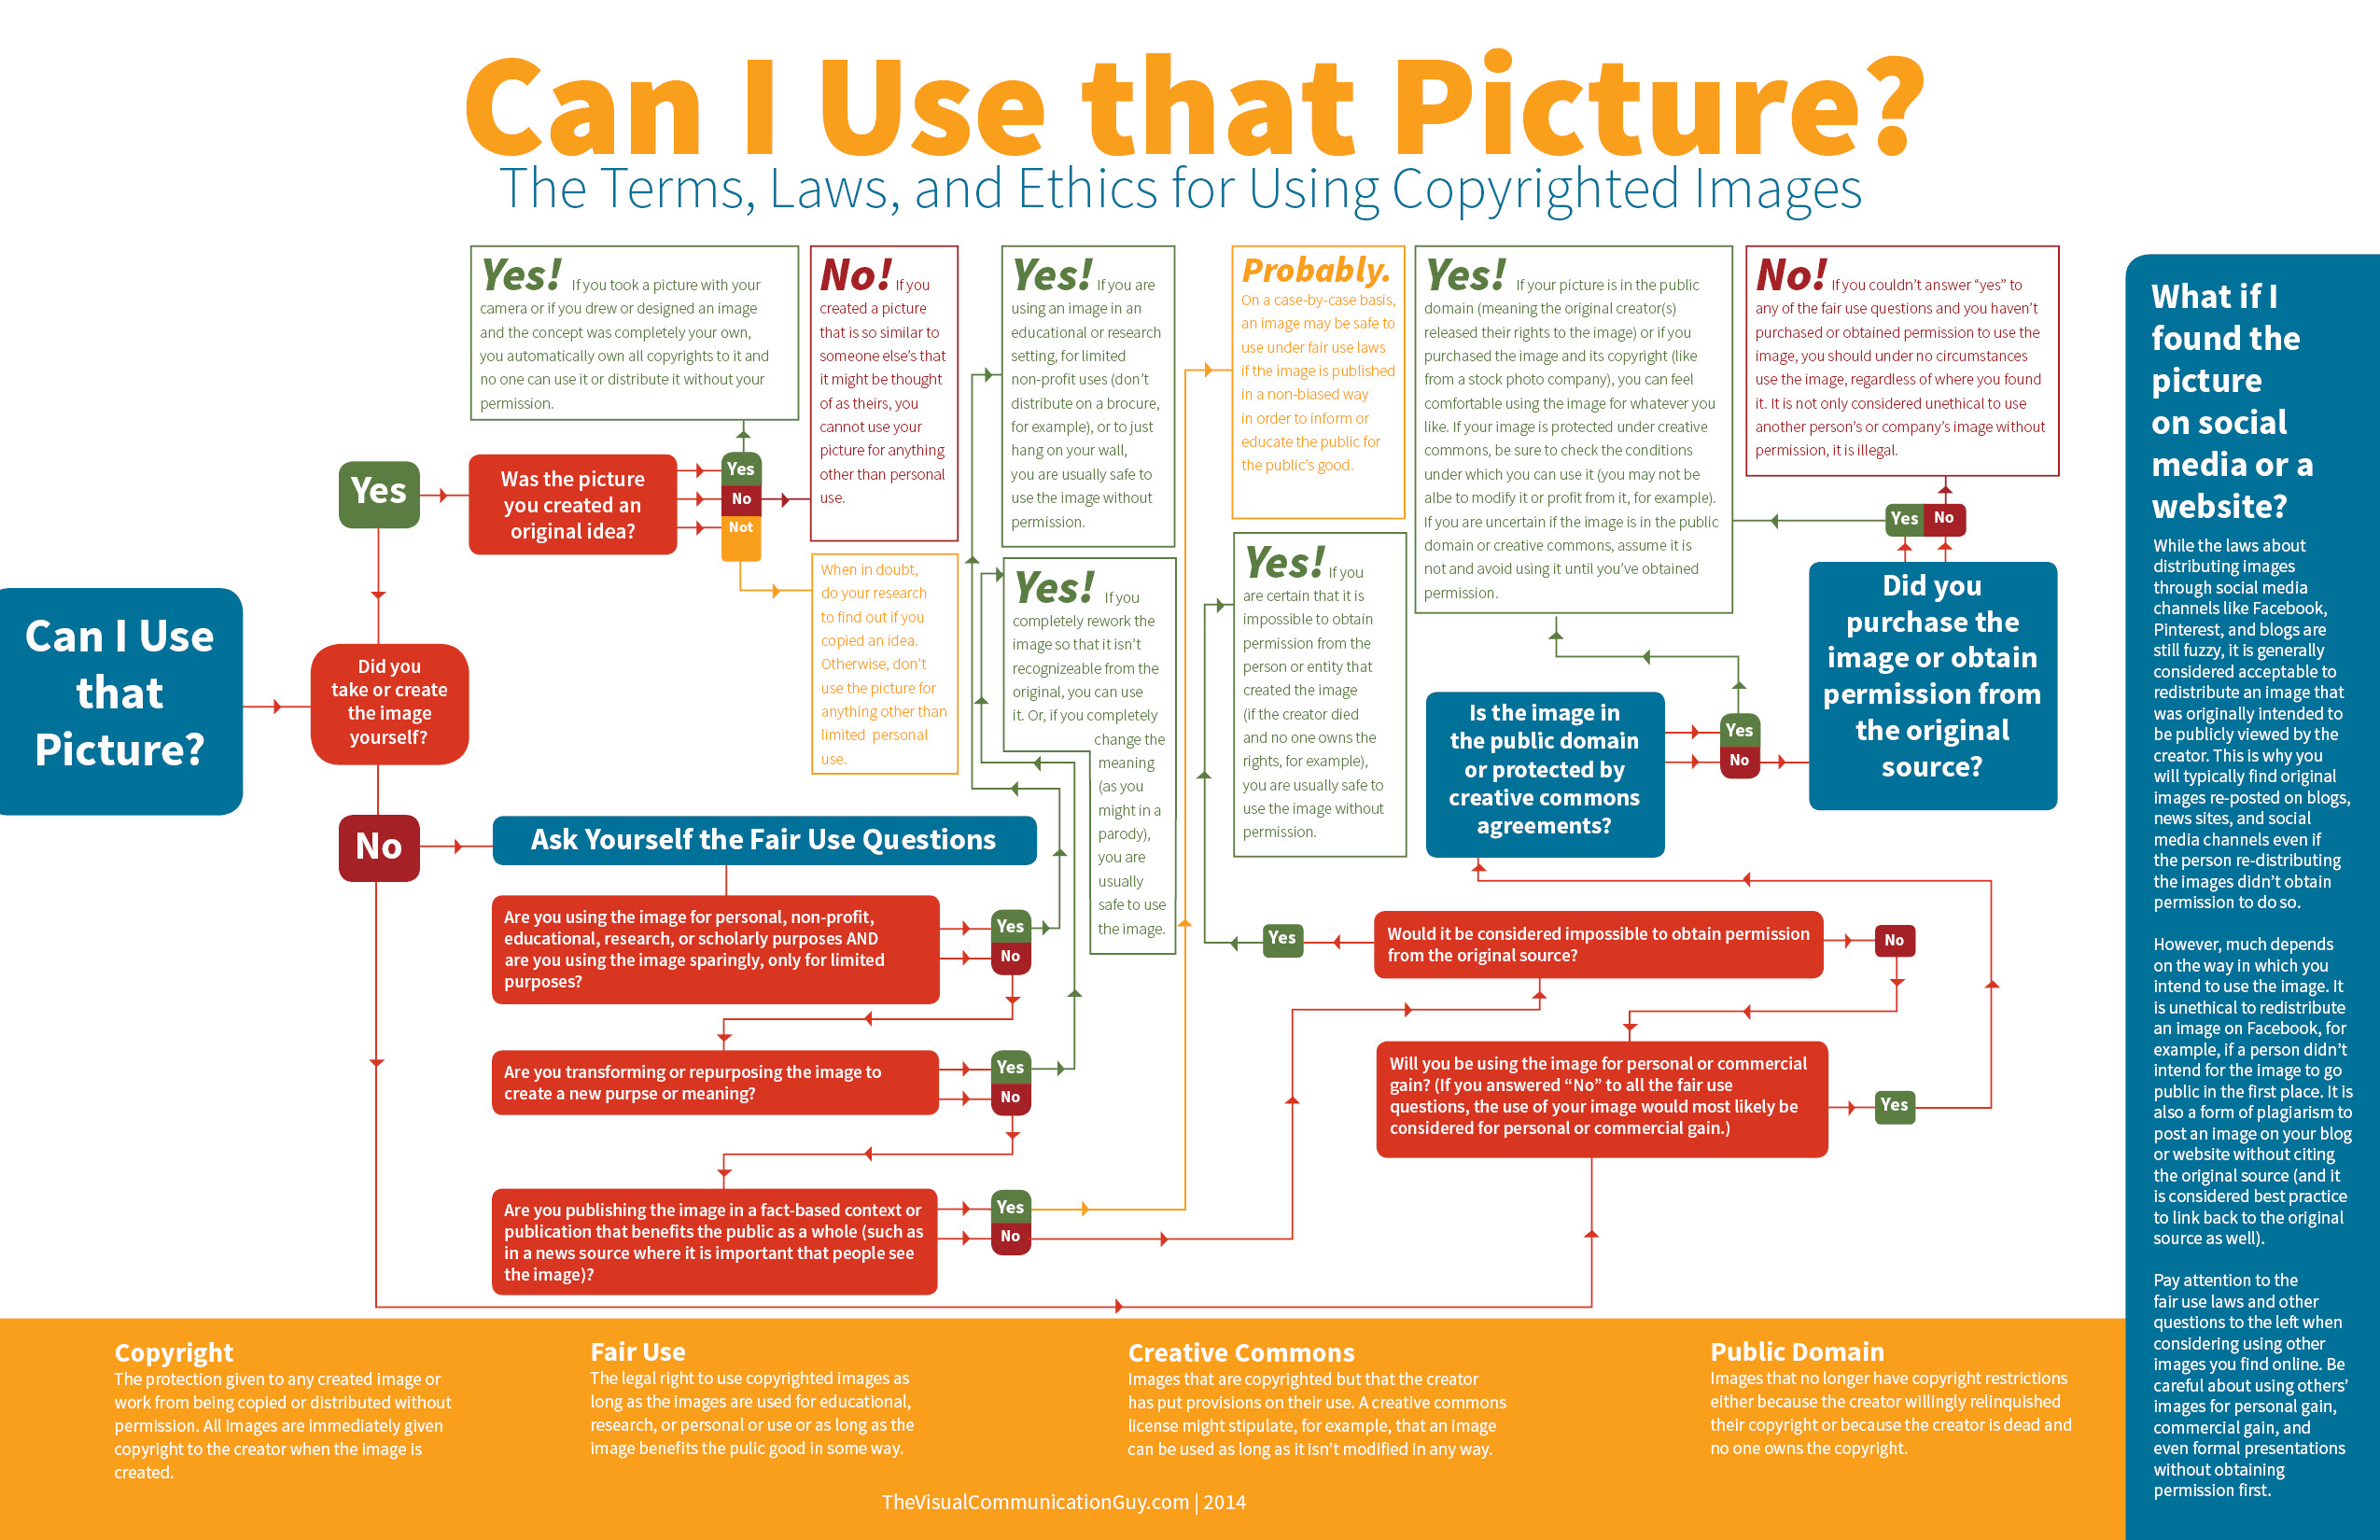 Can I Use that Picture?
The Terms, Laws, and Ethics for Using Copyrighted Images
Can I Use
that
Picture?
Did you
take or create
the image
yourself?
Yes
Was the picture
you created an
original idea?
Yes
No
Not
Yes! If you took a picture with your
camera or if you drew or designed an image
and the concept was completely your own,
you automatically own all copyrights to it and
no one can use it or distribute it without your
permission.
No! If you
created a picture
that is so similar to
someone else's that
it might be thought
of as theirs, you
cannot use your
picture for anything
other than personal
use.
When in doubt,
do your research
to find out if you
copied an idea.
Otherwise, don't
use the picture for
anything other than
limited personal
use.
No
Ask Yourself the Fair Use Questions
Are you using the image for personal, non-profit,
educational, research, or scholarly purposes AND
are you using the image sparingly, only for limited
purposes?
Yes
No
Yes! If you are
using an image in an
educational or research
setting, for limited
non-profit uses (don't
distribute on a brocure,
for example), or to just
hang on your wall,
you are usually safe to
use the image without
permission.
Are you transforming or repurposing the image to
create a new purpse or meaning?
Yes
No
Yes! If you
completely rework the
image so that it isn't
recognizeable from the
original, you can use
it. Or, if you completely
change the
meaning
(as you
might in a
parody),
you are
usually
safe to use
the image.
Are you publishing the image in a fact-based context or
publication that benefits the public as a whole (such as
in a news source where it is important that people see
the image)?
Yes
No
Probably.
On a case-by-case basis,
an image may be safe to
use under fair use laws
if the image is published
in a non-biased way
in order to inform or
educate the public for
the public's good.
Would it be considered impossible to obtain permission
from the original source?
Yes
No
Yes! If you
are certain that it is
impossible to obtain
permission from the
person or entity that
created the image
(if the creator died
and no one owns the
rights, for example),
you are usually safe to
use the image without
permission.
Will you be using the image for personal or commercial
gain? (If you answered “No” to all the fair use
questions, the use of your image would most likely be
considered for personal or commercial gain.)
Yes
Is the image in
the public domain
or protected by
creative commons
agreements?
Yes
No
Yes! If your picture is in the public
domain (meaning the original creator(s)
released their rights to the image) or if you
purchased the image and its copyright (like
from a stock photo company), you can feel
comfortable using the image for whatever you
like. If your image is protected under creative
commons, be sure to check the conditions
under which you can use it (you may not be
albe to modify it or profit from it, for example).
If you are uncertain if the image is in the public
domain or creative commons, assume it is
not and avoid using it until you've obtained
permission.
Did you
purchase the
image or obtain
permission from
the original
source?
Yes
No
No! If you couldn't answer “yes” to
any of the fair use questions and you haven't
purchased or obtained permission to use the
image, you should under no circumstances
use the image, regardless of where you found
it. It is not only considered unethical to use
another person's or company's image without
permission, it is illegal.
What if I
found the
picture
on social
media or a
website?
While the laws about
distributing images
through social media
channels like Facebook,
Pinterest, and blogs are
still fuzzy, it is generally
considered acceptable to
redistribute an image that
was originally intended to
be publicly viewed by the
creator. This is why you
will typically find original
images re-posted on blogs,
news sites, and social
media channels even if
the person re-distributing
the images didn't obtain
permission to do so.
However, much depends
on the way in which you
intend to use the image. It
is unethical to redistribute
an image on Facebook, for
example, if a person didn't
intend for the image to go
public in the first place. It is
also a form of plagiarism to
post an image on your blog
or website without citing
the original source (and it
is considered best practice
to link back to the original
source as well).
Pay attention to the
fair use laws and other
questions to the left when
considering using other
images you find online. Be
careful about using others'
images for personal gain,
commercial gain, and
even formal presentations
without obtaining
permission first.
Copyright
The protection given to any created image or
work from being copied or distributed without
permission. All images are immediately given
copyright to the creator when the image is
created.
Fair Use
The legal right to use copyrighted images as
long as the images are used for educational,
research, or personal or use or as long as the
image benefits the pulic good in some way.
Creative Commons
Images that are copyrighted but that the creator
has put provisions on their use. A creative commons
license might stipulate, for example, that an image
can be used as long as it isn't modified in any way.
Public Domain
Images that no longer have copyright restrictions
either because the creator willingly relinquished
their copyright or because the creator is dead and
no one owns the copyright.
TheVisualCommunicationGuy.com | 2014